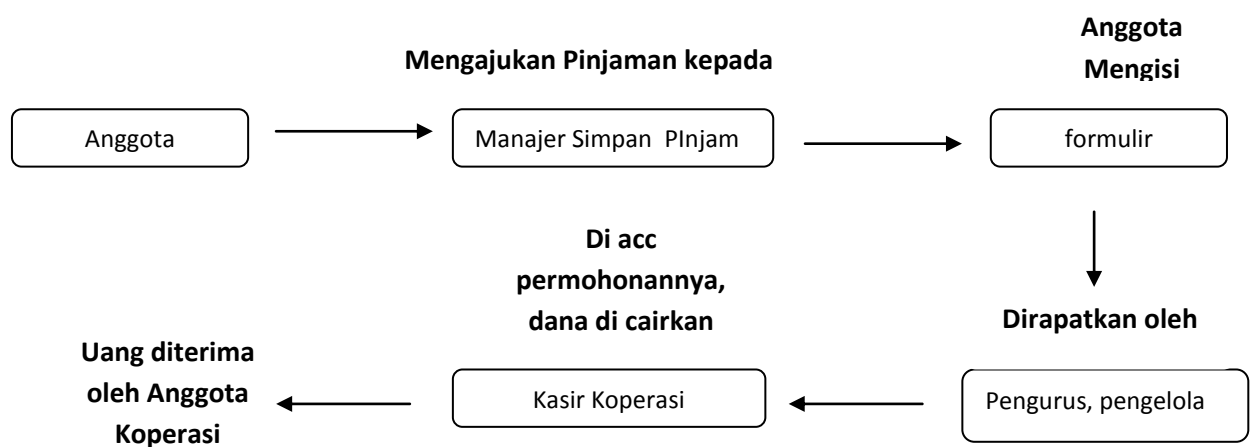 Mengajukan Pinjaman kepada
Anggota
Mengisi
Anggota
Manajer Simpan PInjam
formulir
Di acc
permohonannya,
dana di cairkan
Dirapatkan oleh
Uang diterima
oleh Anggota
Koperasi
Kasir Koperasi
Pengurus, pengelola